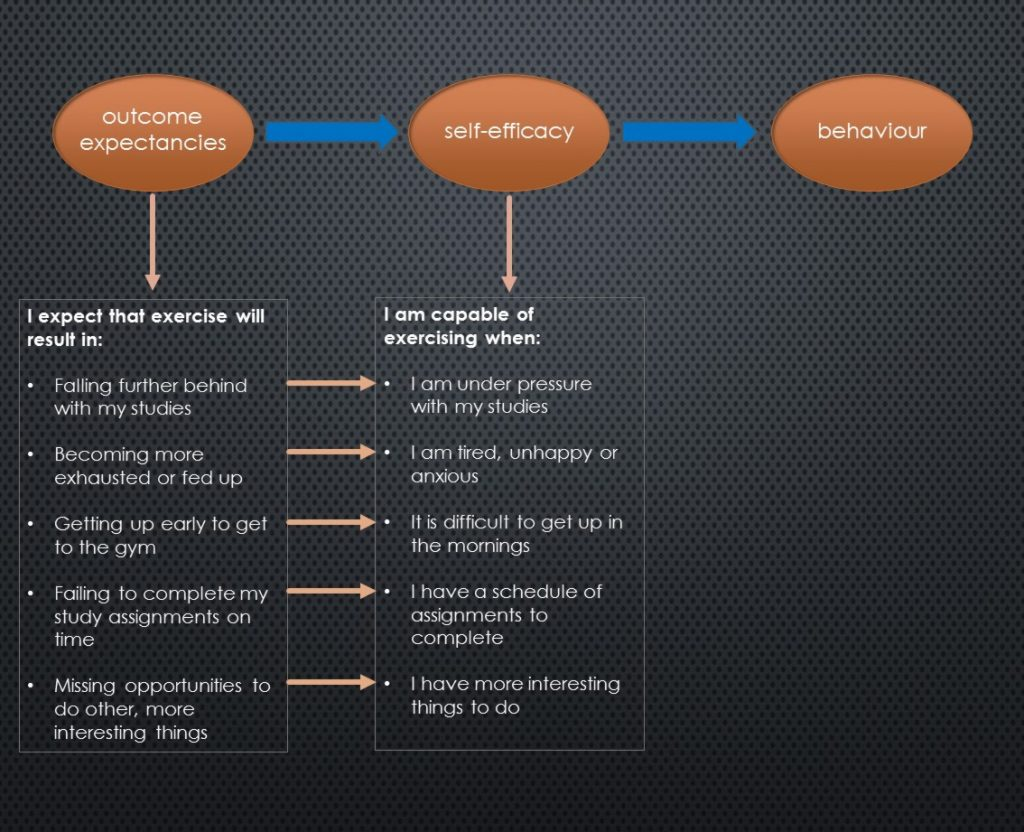 outcome
expectancies
self-efficacy
behaviour
I expect that exercise will
result in:
• Falling further behind
with my studies
• Becoming more
exhausted or fed up
• Getting up early to get
to the gym
• Failing to complete my
study assignments on
time
• Missing opportunities to
do other, more
interesting things
I am capable of
exercising when:
• I am under pressure
with my studies
• I am tired, unhappy or
anxious
• It is difficult to get up in
the mornings
• I have a schedule of
assignments to
complete
• I have more interesting
things to do